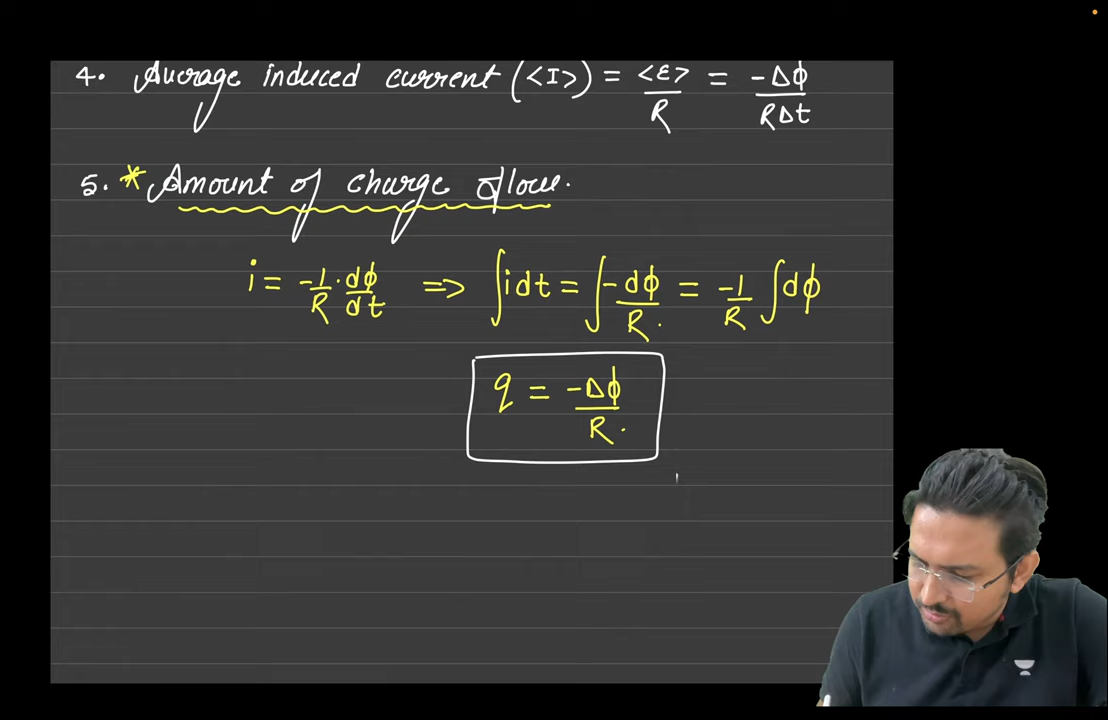 4. Average induced current (<I>) = <ε>/R = -Δϕ/RΔt
5. * Amount of charge flow.
i = -1/R · dϕ/dt => ∫idt = ∫-dϕ/R. = -1/R ∫dϕ
q = -Δϕ/R.